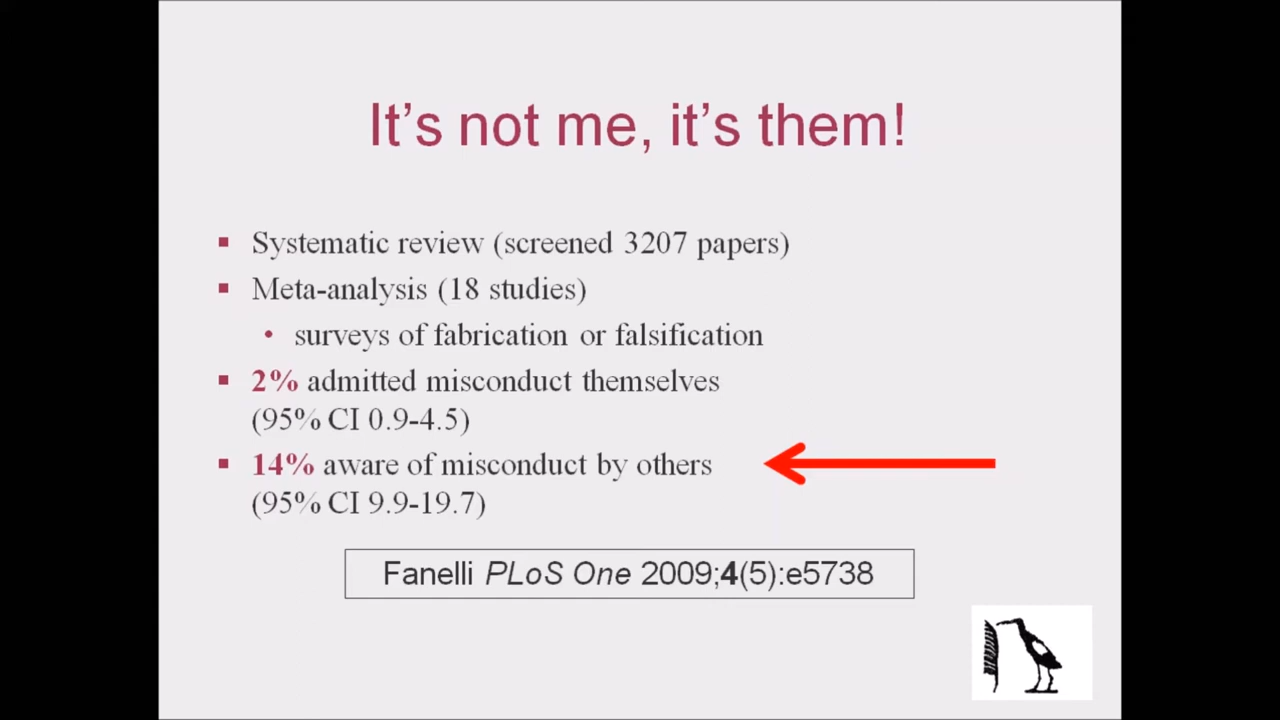 It's not me, it's them!
Systematic review (screened 3207 papers)
Meta-analysis (18 studies)
surveys of fabrication or falsification
2% admitted misconduct themselves
(95% CI 0.9-4.5)
14% aware of misconduct by others
(95% CI 9.9-19.7)
Fanelli PLoS One 2009;4(5):e5738